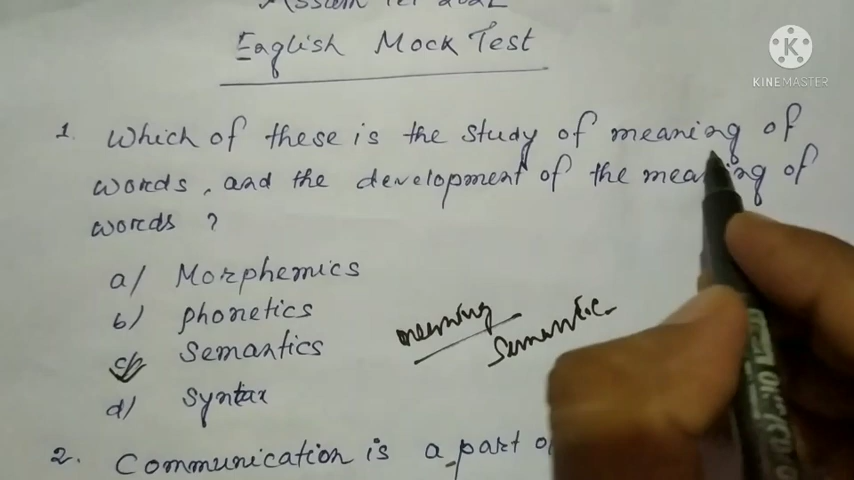 English Mock Test
K
KINEMASTER
1. Which of these is the study of meaning of
words, and the development of the meaning of
words ?
a/ Morphemics
b) phonetics
c) Semantics
d) Syntax
meaning
Semantic
2. Communication is a part of